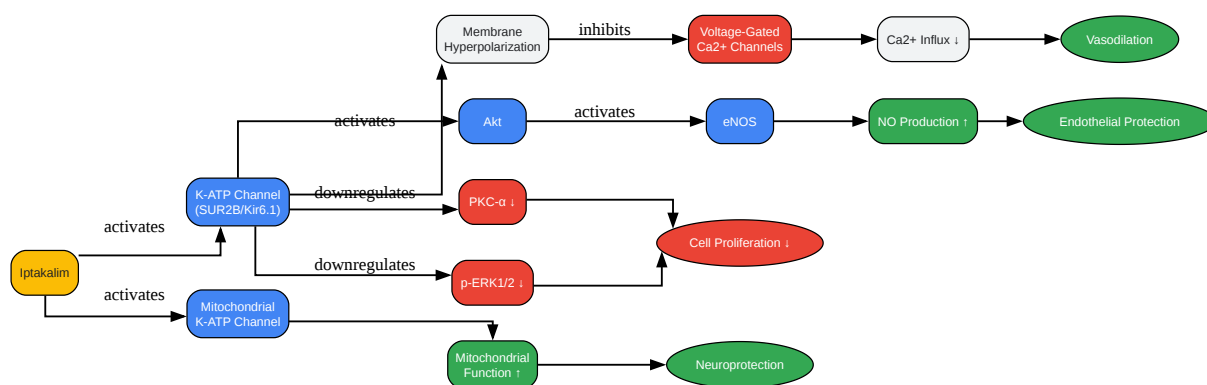 Membrane
Hyperpolarization
inhibits
Voltage-Gated
Ca2+ Channels
Ca2+ Influx ↓
Vasodilation
activates
Akt
activates
eNOS
NO Production ↑
Endothelial Protection
K-ATP Channel
(SUR2B/Kir6.1)
downregulates
PKC-α ↓
activates
Cell Proliferation ↓
Iptakalim
downregulates
p-ERK1/2 ↓
activates
Mitochondrial
K-ATP Channel
Mitochondrial
Function ↑
Neuroprotection